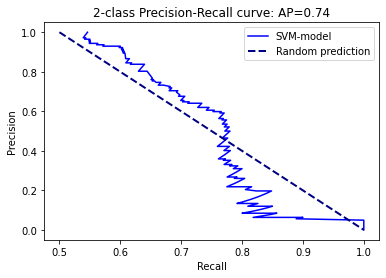 2-class Precision-Recall curve: AP=0.74
SVM-model
Random prediction
Precision
1.0
0.8
0.6
0.4
0.2
0.0
0.5
0.6
0.7
0.8
0.9
1.0
Recall